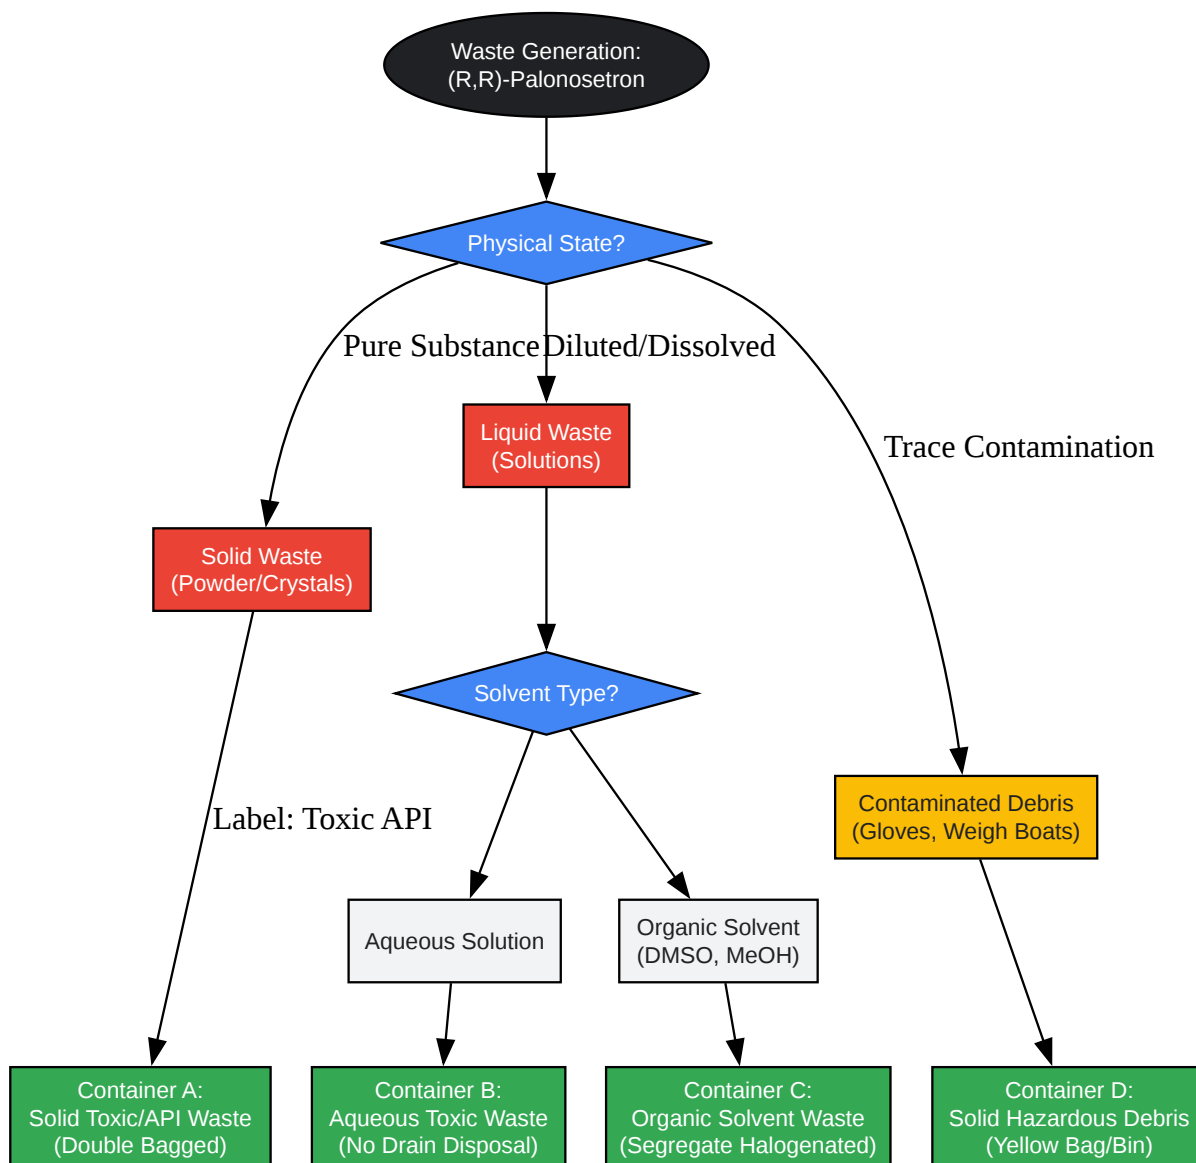 Waste Generation:
(R,R)-Palonosetron
Physical State?
Pure Substance
Diluted/Dissolved
Liquid Waste
(Solutions)
Trace Contamination
Solid Waste
(Powder/Crystals)
Solvent Type?
Label: Toxic API
Contaminated Debris
(Gloves, Weigh Boats)
Aqueous Solution
Organic Solvent
(DMSO, MeOH)
Container A:
Solid Toxic/API Waste
(Double Bagged)
Container B:
Aqueous Toxic Waste
(No Drain Disposal)
Container C:
Organic Solvent Waste
(Segregate Halogenated)
Container D:
Solid Hazardous Debris
(Yellow Bag/Bin)